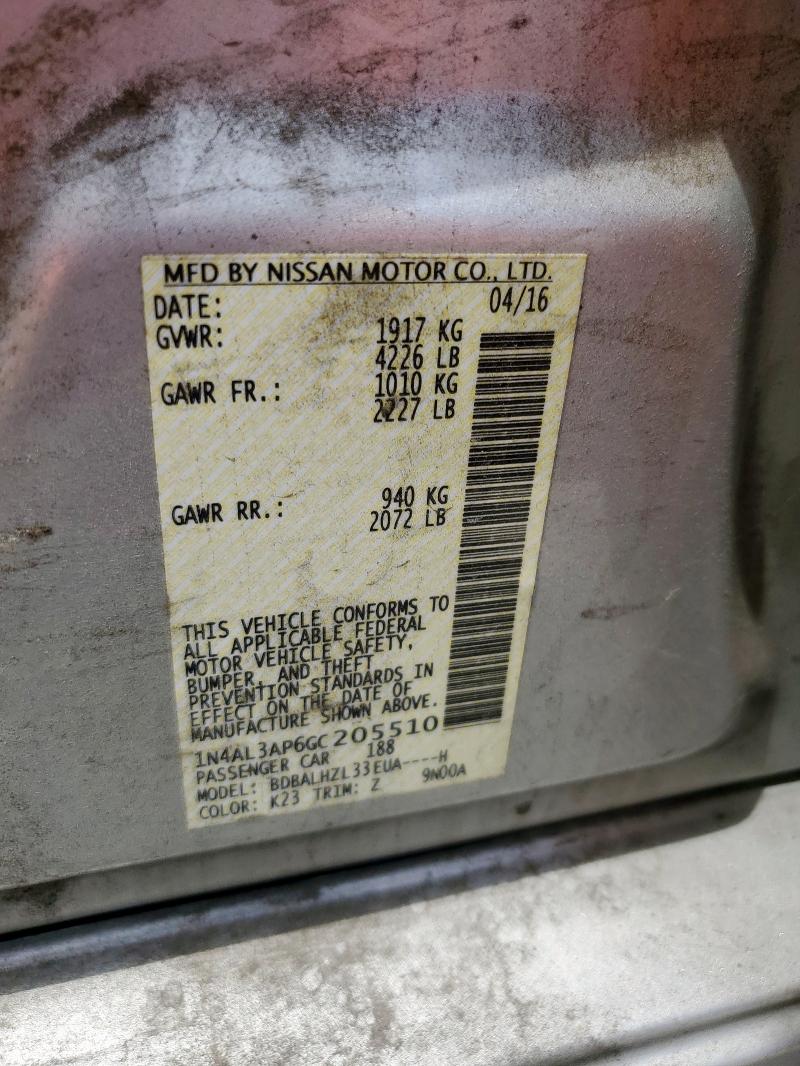 MFD BY NISSAN MOTOR CO., LTD.
DATE: 04/16
GVWR: 1917 KG
4226 LB
GAWR FR.: 1010 KG
2227 LB
GAWR RR.: 940 KG
2072 LB
THIS VEHICLE CONFORMS TO
ALL APPLICABLE FEDERAL
MOTOR VEHICLE SAFETY,
BUMPER, AND THEFT
PREVENTION STANDARDS IN
EFFECT ON THE DATE OF
MANUFACTURE SHOWN ABOVE.
1N4AL3AP6GC205510
PASSENGER CAR 188
MODEL: BDBALHZL33EUA----H
COLOR: K23 TRIM: Z 9N00A